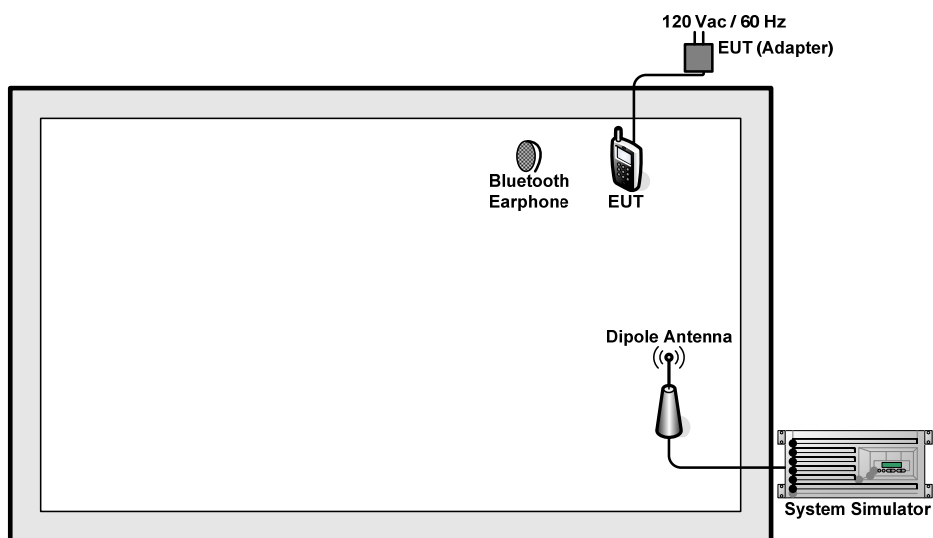 120 Vac / 60 Hz
EUT (Adapter)
Bluetooth
Earphone
EUT
Dipole Antenna
System Simulator